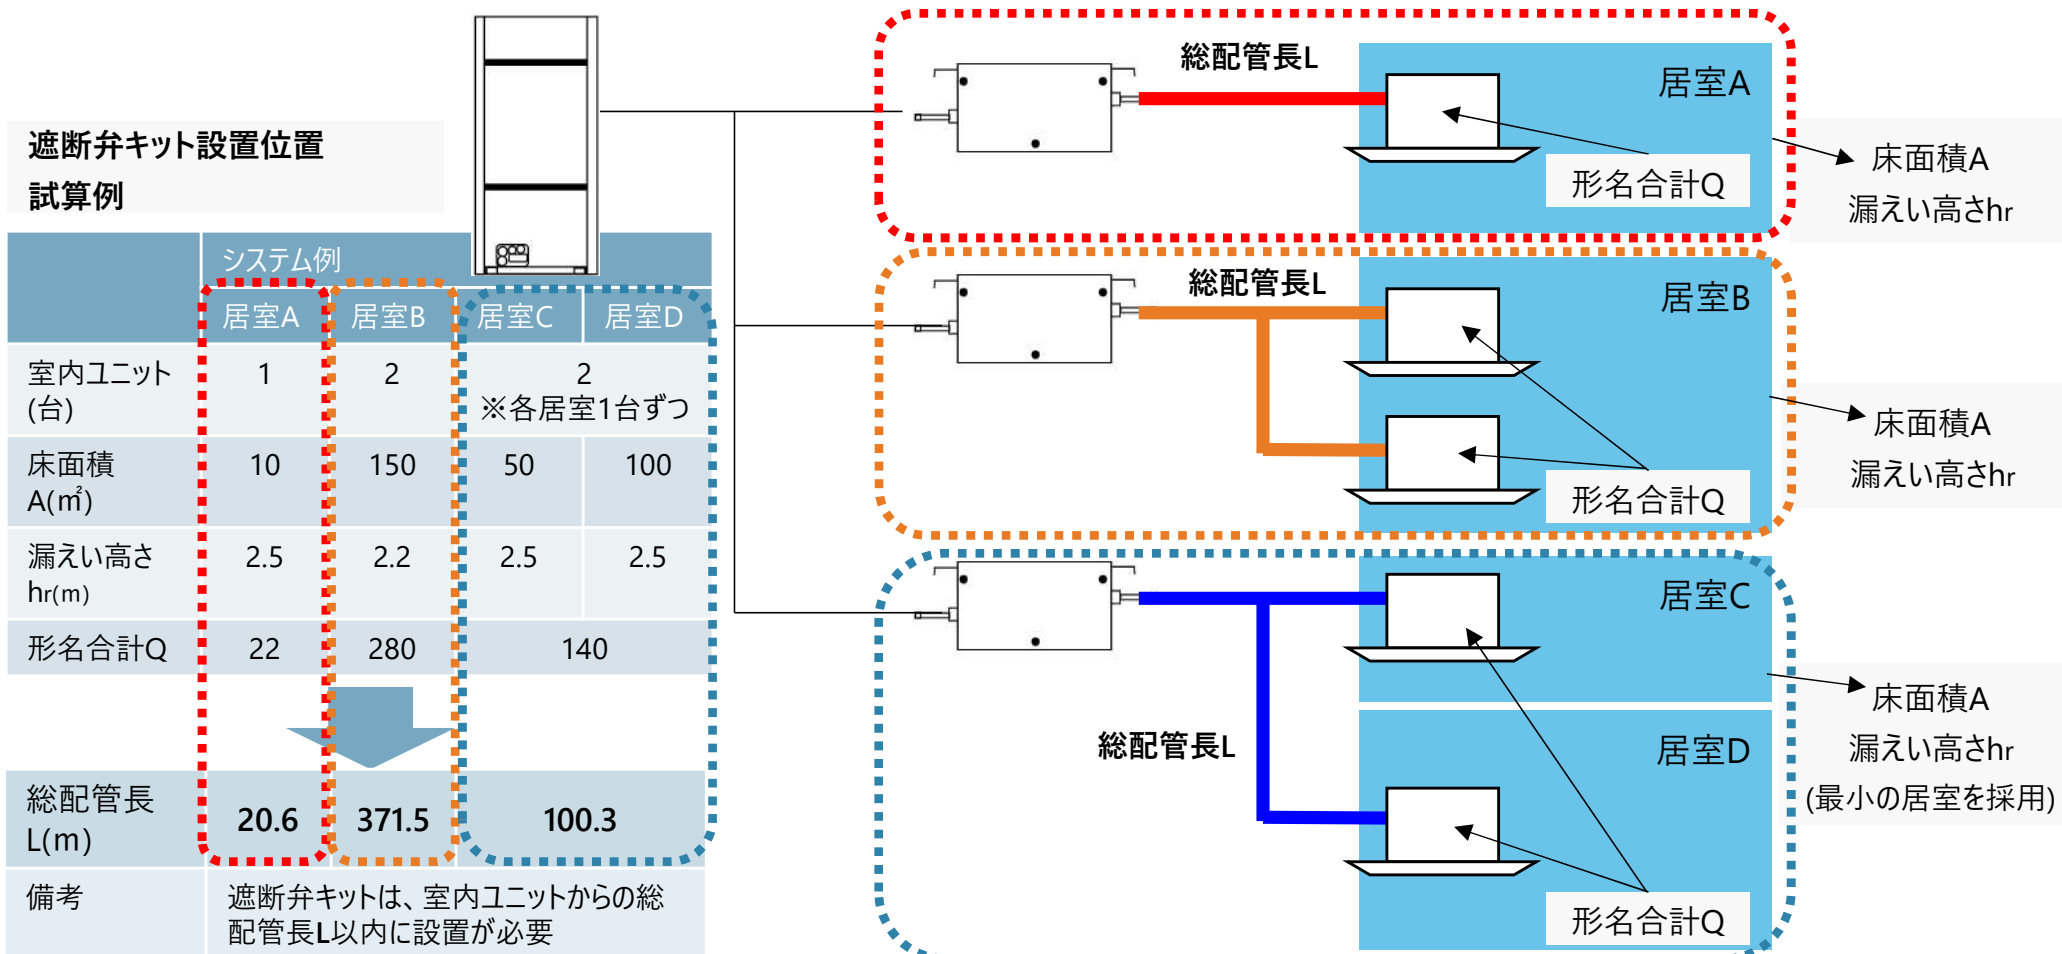 遮断弁キット設置位置
試算例
システム例
居室A 居室B 居室C 居室D
室内ユニット
(台)
1 2 2
※各居室1台ずつ
床面積
A(㎡)
10 150 50 100
漏えい高さ
hr(m)
2.5 2.2 2.5 2.5
形名合計Q 22 280 140
総配管長
L(m)
20.6 371.5 100.3
備考
遮断弁キットは、室内ユニットからの総
配管長L以内に設置が必要
総配管長L
居室A
形名合計Q
床面積A
漏えい高さhr
総配管長L
居室B
形名合計Q
床面積A
漏えい高さhr
居室C
総配管長L
居室D
形名合計Q
床面積A
漏えい高さhr
(最小の居室を採用)